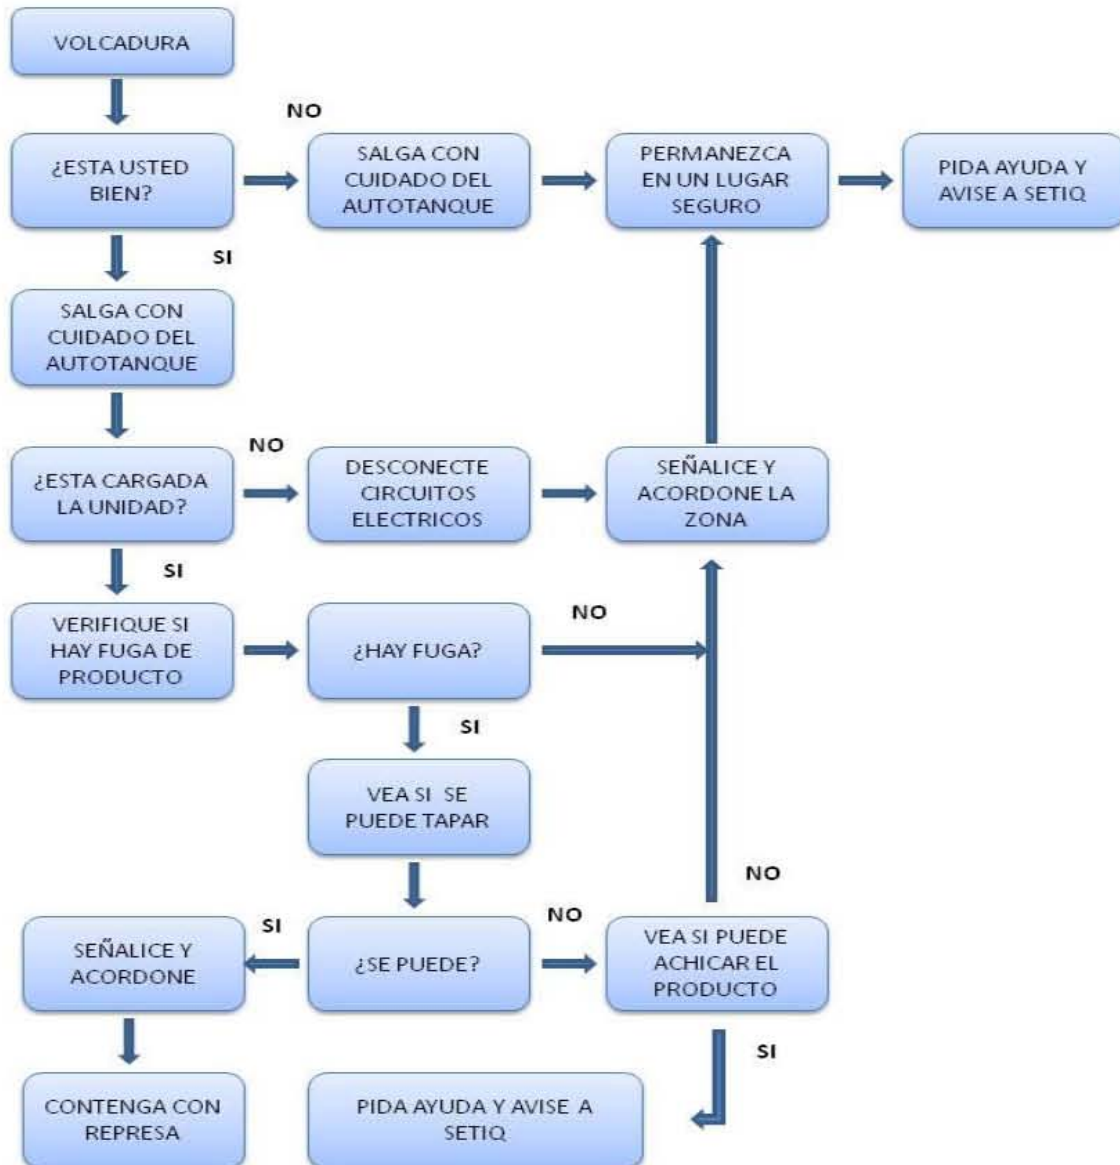 VOLCADURA
NO
¿ESTA USTED
BIEN?
SALGA CON
CUIDADO DEL
AUTOTANQUE
PERMANEZCA
EN UN LUGAR
SEGURO
PIDA AYUDA Y
AVISE A SETIQ
SI
SALGA CON
CUIDADO DEL
AUTOTANQUE
NO
¿ESTA CARGADA
LA UNIDAD?
DESCONECTE
CIRCUITOS
ELECTRICOS
SEÑALICE Y
ACORDONE LA
ZONA
SI
VERIFIQUE SI
HAY FUGA DE
PRODUCTO
¿HAY FUGA?
NO
SI
VEA SI SE
PUEDE TAPAR
NO
SI
NO
SEÑALICE Y
ACORDONE
¿SE PUEDE?
VEA SI PUEDE
ACHICAR EL
PRODUCTO
SI
CONTENGA CON
REPRESA
PIDA AYUDA Y AVISE A
SETIQ